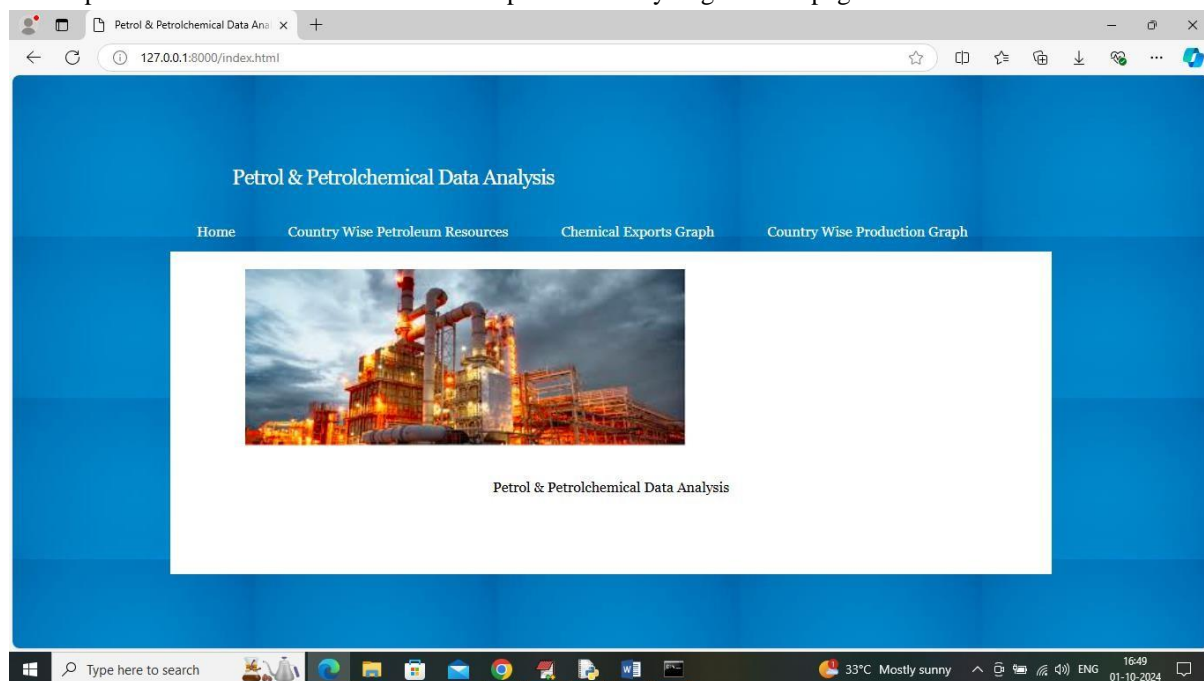 Petrol & Petrolchemical Data Ana
127.0.0.1:8000/index.html
Petrol & Petrolchemical Data Analysis
Home Country Wise Petroleum Resources Chemical Exports Graph Country Wise Production Graph
Petrol & Petrolchemical Data Analysis
Type here to search
33°C Mostly sunny
ENG
16:49
01-10-2024